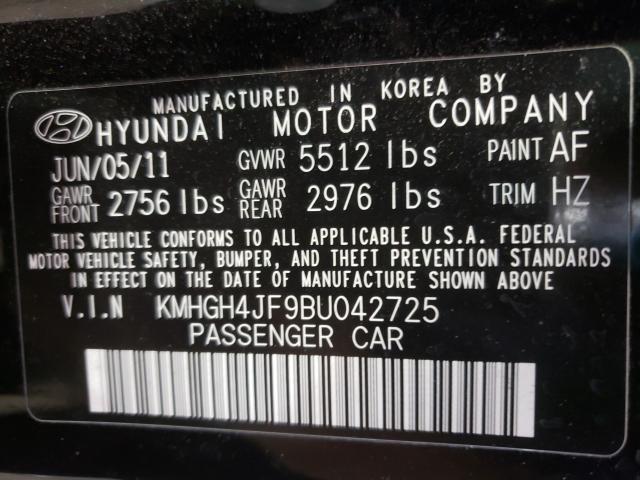 MANUFACTURED IN KOREA BY
HYUNDAI MOTOR COMPANY
JUN/05/11 GVWR 5512 lbs PAINT AF
GAWR FRONT 2756 lbs GAWR REAR 2976 lbs TRIM HZ
THIS VEHICLE CONFORMS TO ALL APPLICABLE U.S.A. FEDERAL
MOTOR VEHICLE SAFETY, BUMPER, AND THEFT PREVENTION STANDARDS
IN EFFECT ON THE DATE OF MANUFACTURE SHOWN ABOVE
V.I.N KMHGH4JF9BU042725
PASSENGER CAR